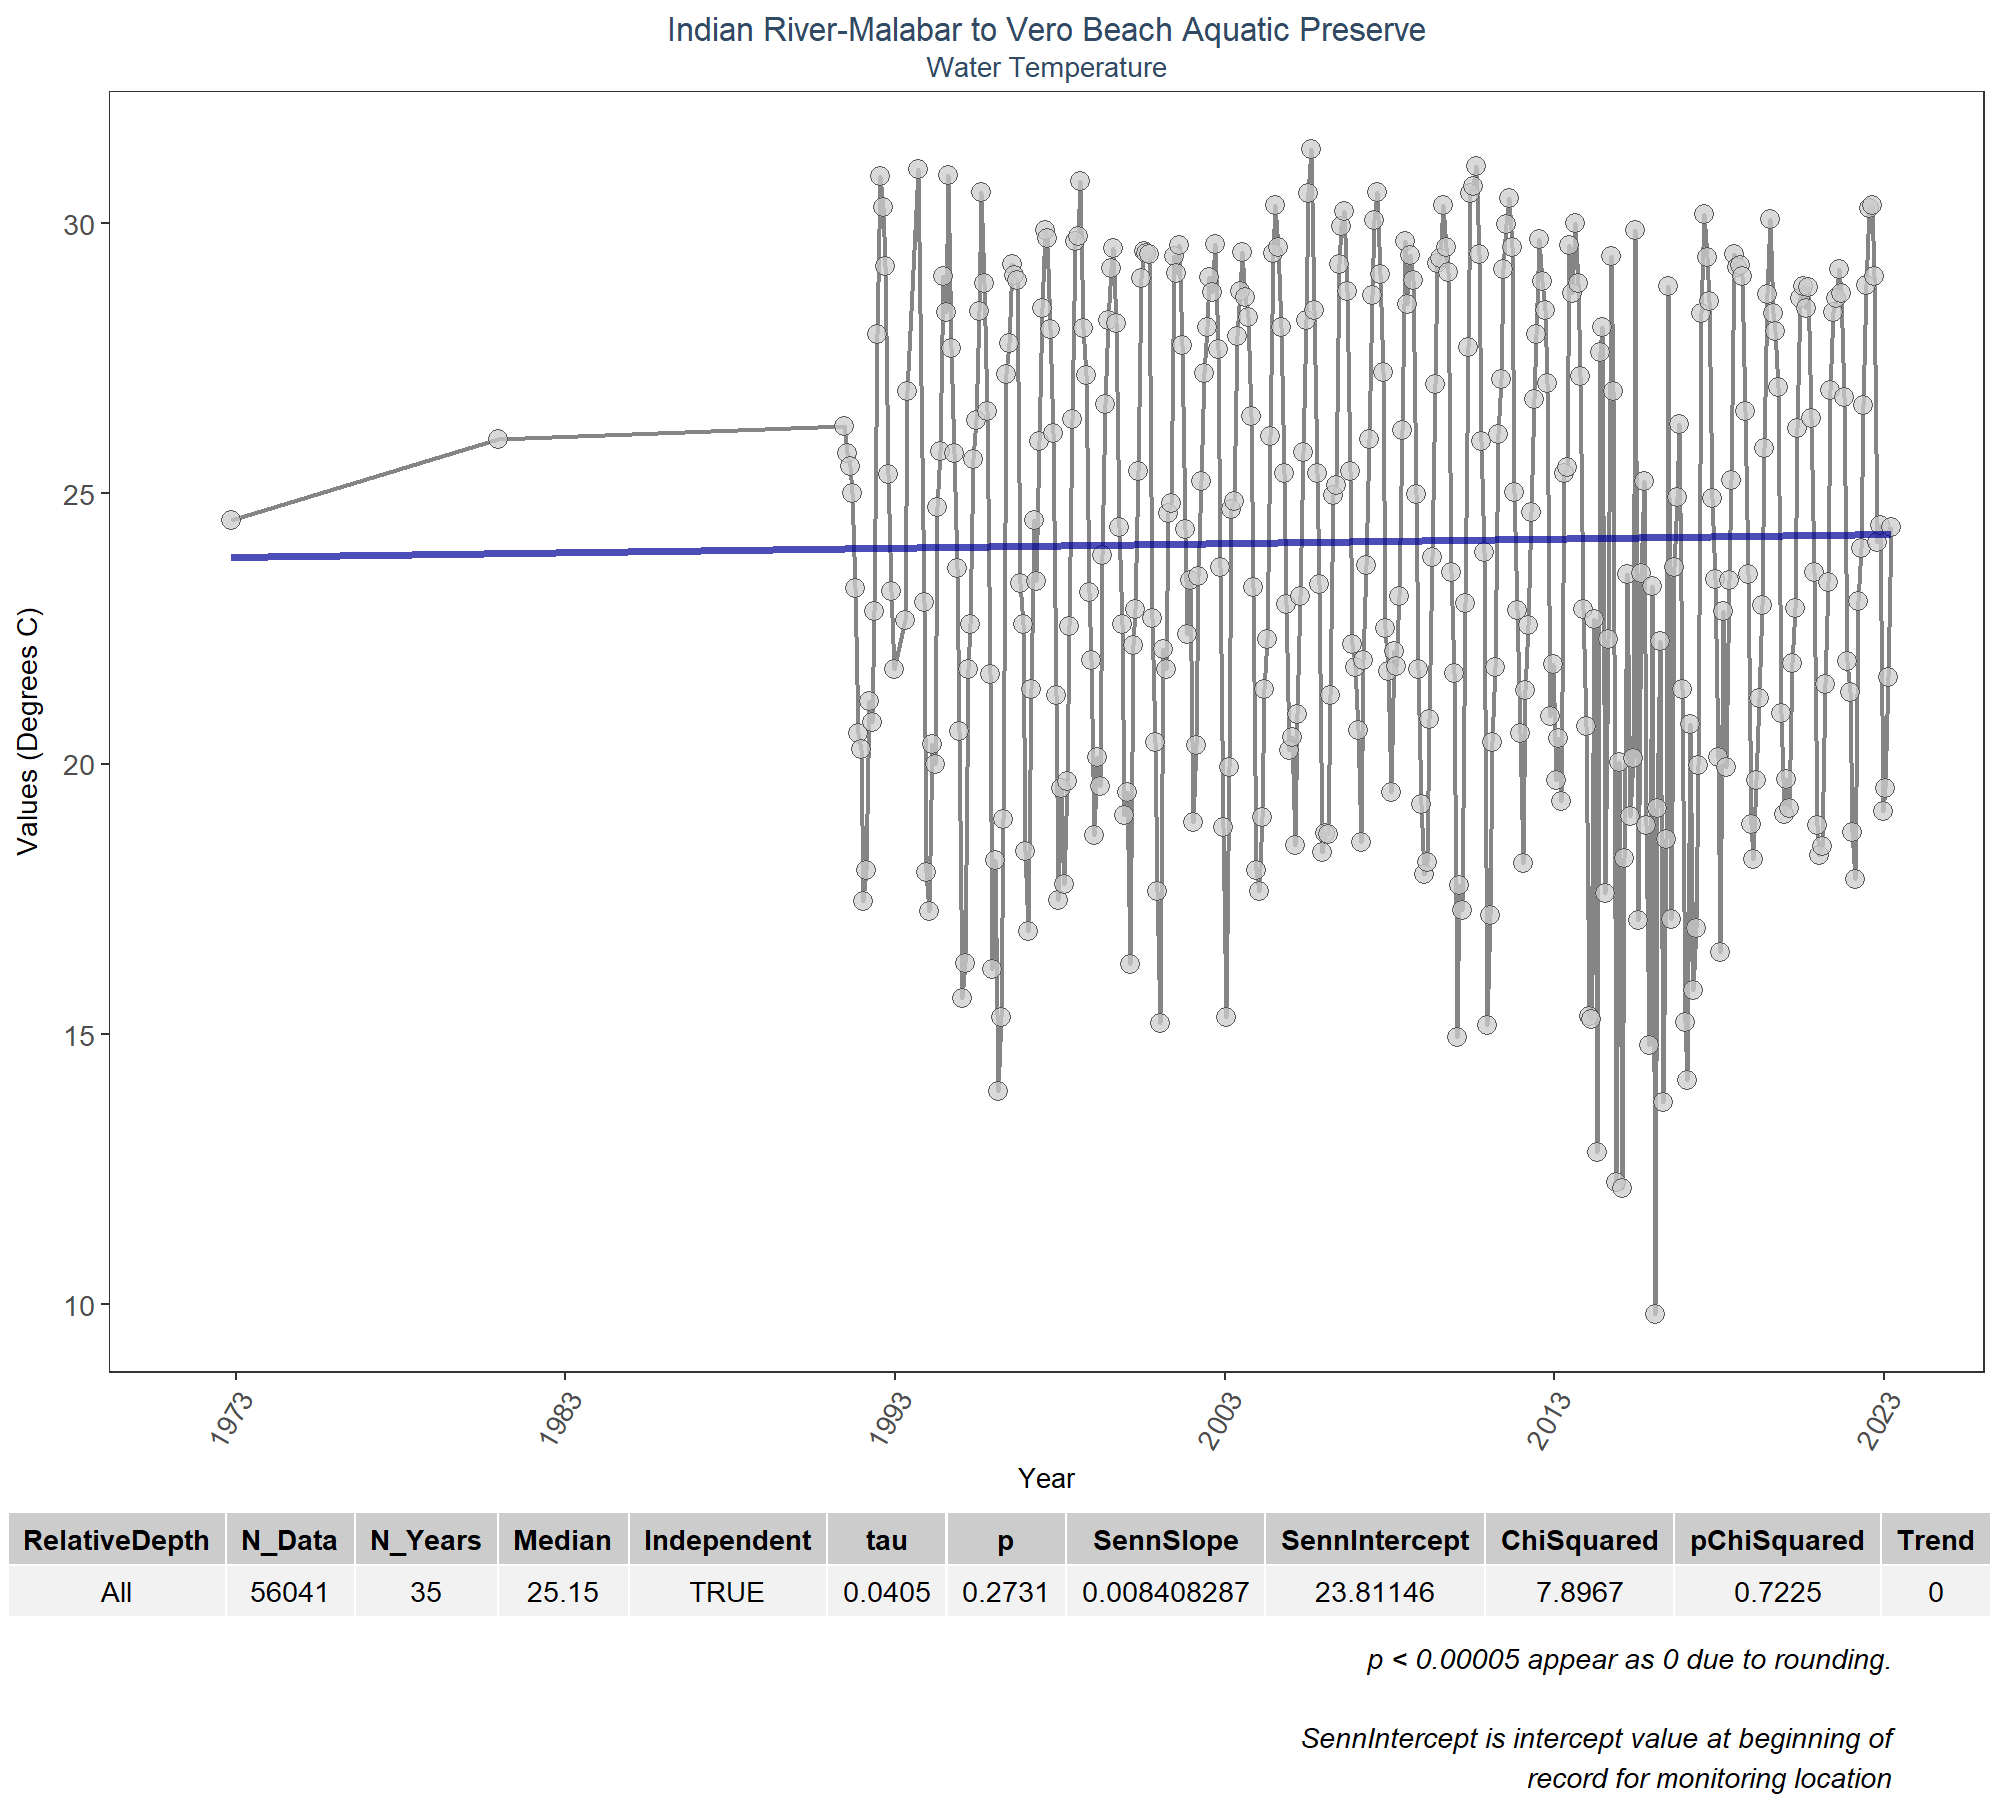 Indian River-Malabar to Vero Beach Aquatic Preserve
Water Temperature
Values (Degrees C)
30
25
20
15
10
1973 1983 1993 2003 2013 2023
Year
RelativeDepth N_Data N_Years Median Independent tau p SennSlope SennIntercept ChiSquared pChiSquared Trend
All 56041 35 25.15 TRUE 0.0405 0.2731 0.008408287 23.81146 7.8967 0.7225 0
p < 0.00005 appear as 0 due to rounding.
SennIntercept is intercept value at beginning of
record for monitoring location